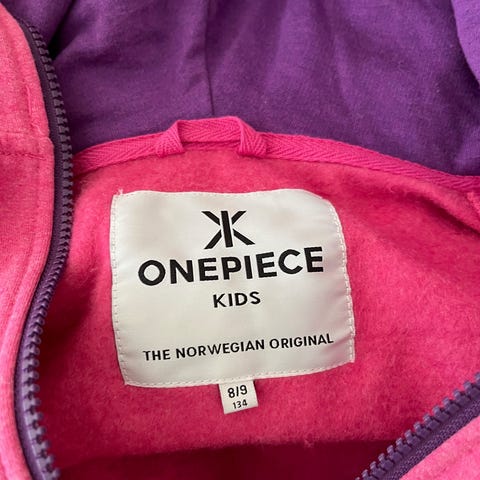 ONEPIECE
KIDS
THE NORWEGIAN ORIGINAL
8/9
134